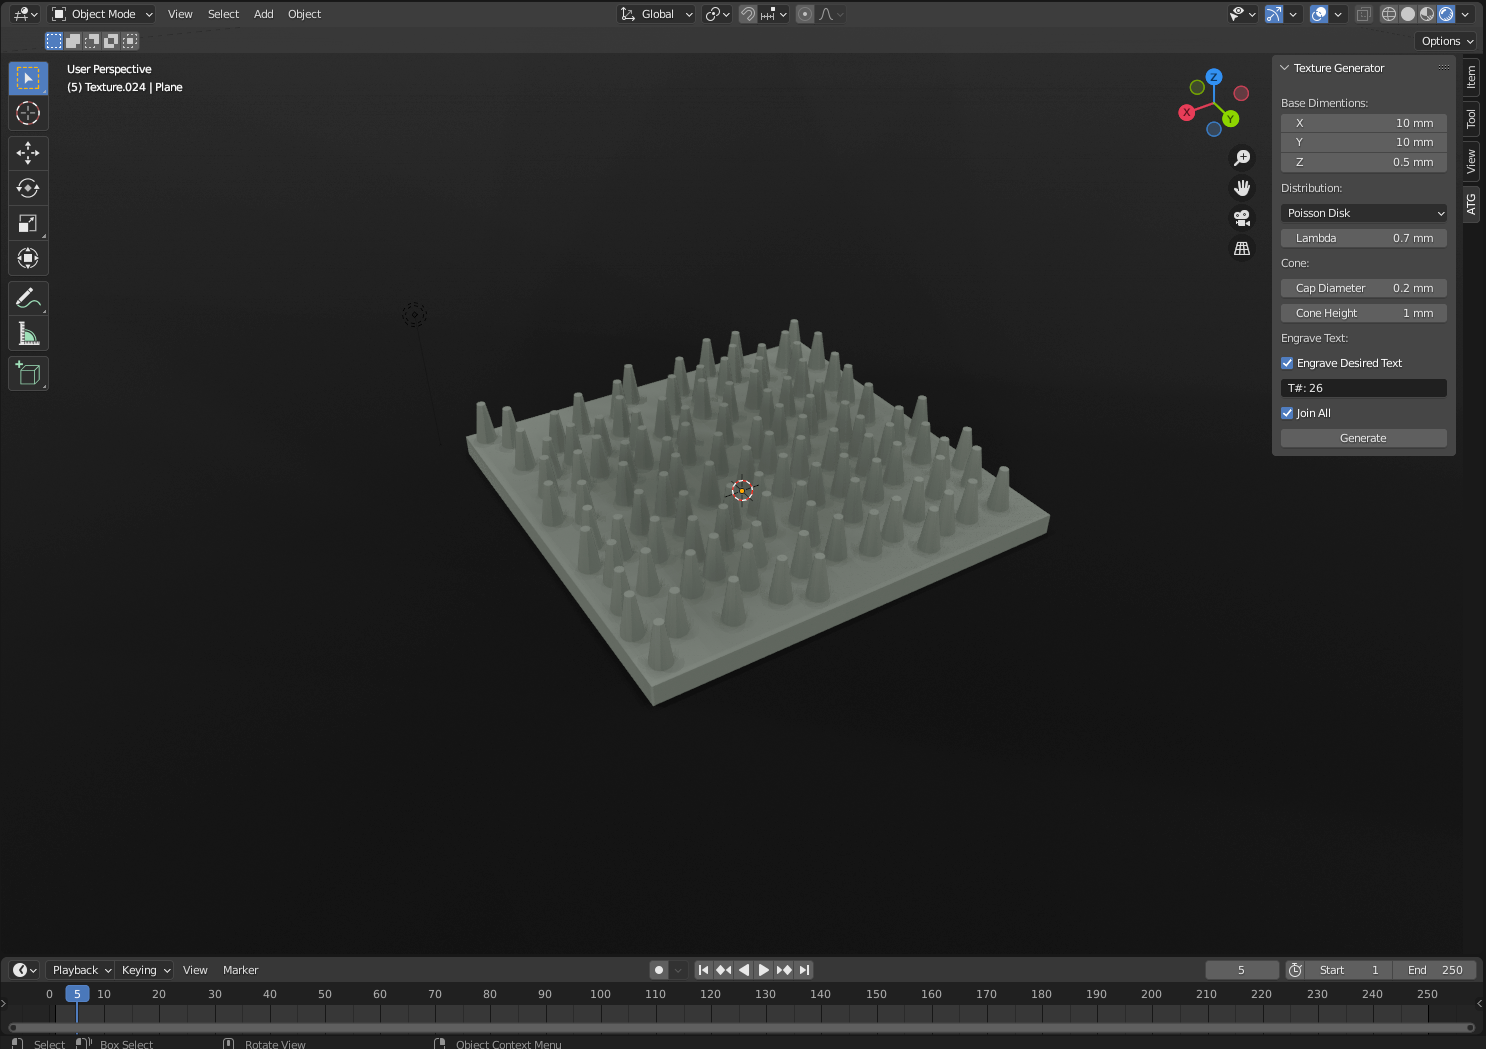 Object Mode View Select Add Object Global
Options
User Perspective
(5) Texture.024 | Plane
Z
X
Y
Texture Generator
Base Dimentions:
X 10 mm
Y 10 mm
Z 0.5 mm
Distribution:
Poisson Disk
Lambda 0.7 mm
Cone:
Cap Diameter 0.2 mm
Cone Height 1 mm
Engrave Text:
Engrave Desired Text
T#: 26
Join All
Generate
Item
Tool
View
ATG
Playback Keying View Marker 5 Start 1 End 250
0 5 10 20 30 40 50 60 70 80 90 100 110 120 130 140 150 160 170 180 190 200 210 220 230 240 250
Select Box Select Rotate View Object Context Menu